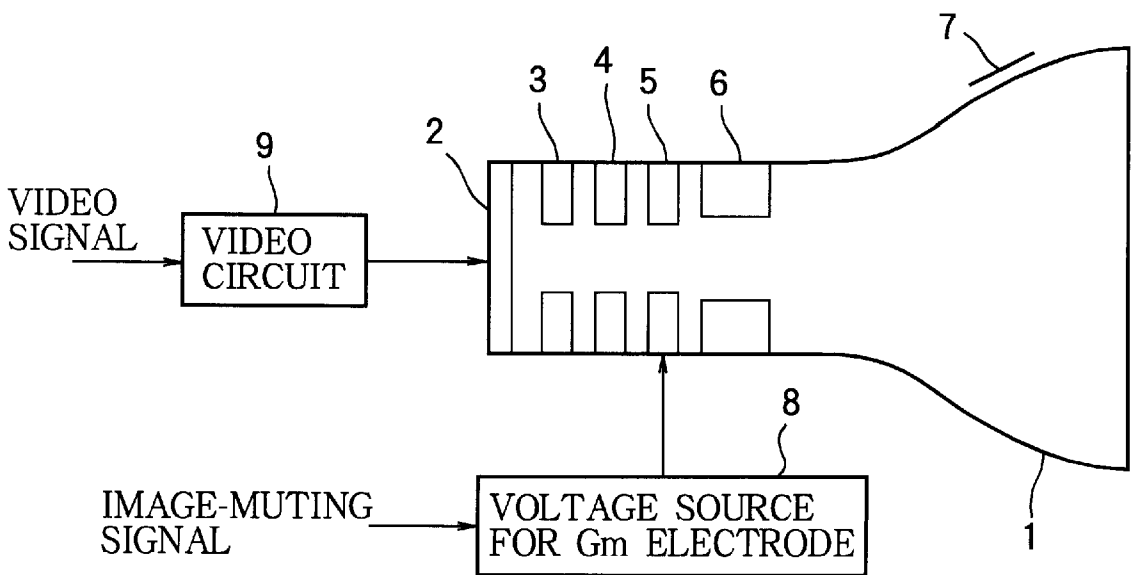 7
4
3
5
6
2
9
VIDEO
SIGNAL
VIDEO
CIRCUIT
8
1
IMAGE-MUTING
SIGNAL
VOLTAGE SOURCE
FOR Gm ELECTRODE